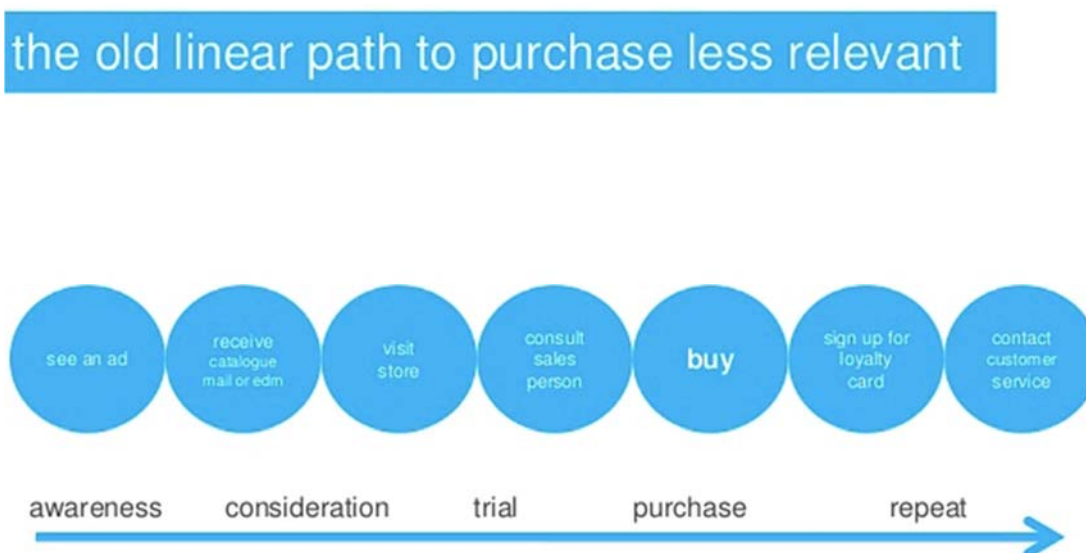 the old linear path to purchase less relevant
see an ad
receive
catalogue
mail or edm
visit
store
consult
sales
person
buy
sign up for
loyalty
card
contact
customer
service
awareness consideration trial purchase repeat